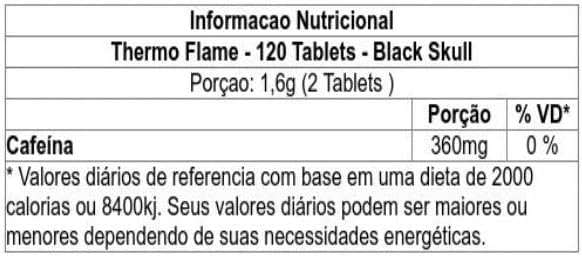 Informacao Nutricional
Thermo Flame - 120 Tablets - Black Skull
Porçao: 1,6g (2 Tablets )
Porção % VD*
Cafeína 360mg 0 %
* Valores diários de referencia com base em uma dieta de 2000
calorias ou 8400kj. Seus valores diários podem ser maiores ou
menores dependendo de suas necessidades energéticas.